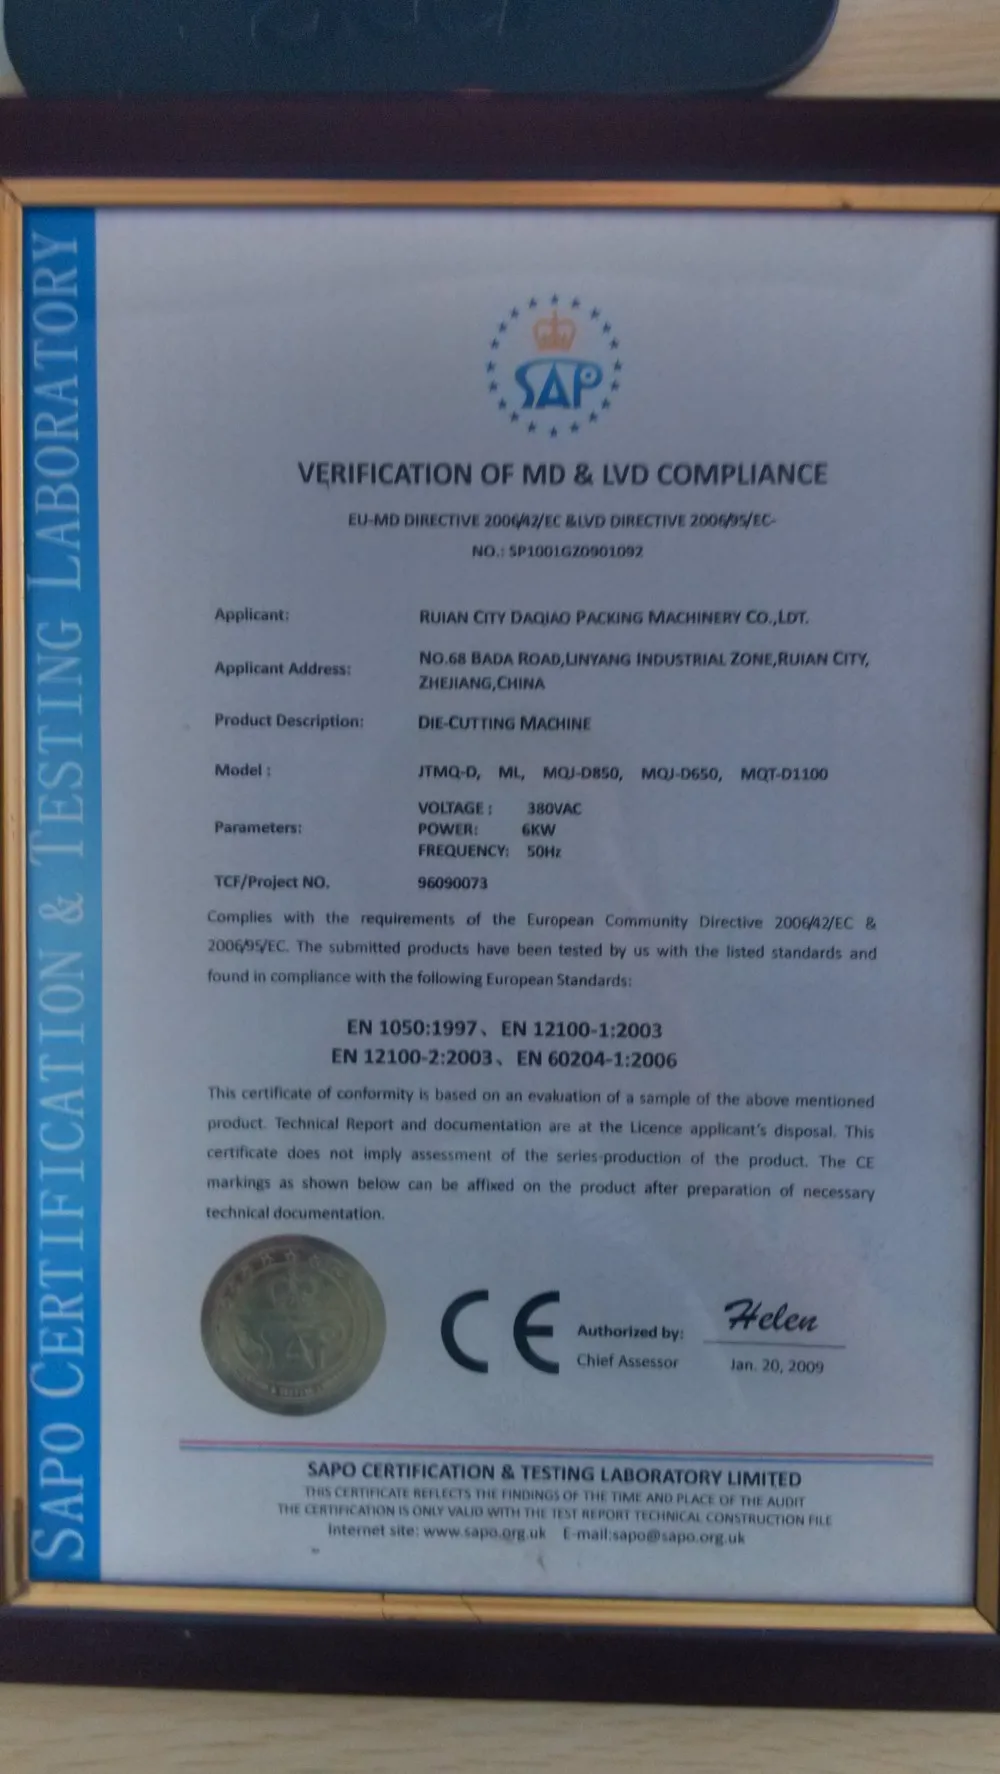 SAPO CERTIFICATION & TESTING LABORATORY
SAP
VERIFICATION OF MD & LVD COMPLIANCE
EU-MD DIRECTIVE 2006/42/EC &LVD DIRECTIVE 2006/95/EC-
NO.: SP1001GZ0901092
Applicant: RUIAN CITY DAQIAO PACKING MACHINERY CO.,LDT.
Applicant Address: NO.68 BADA ROAD,LINYANG INDUSTRIAL ZONE,RUIAN CITY,
ZHEJIANG,CHINA
Product Description: DIE-CUTTING MACHINE
Model : JTMQ-D, ML, MQJ-D850, MQJ-D650, MQT-D1100
Parameters: VOLTAGE : 380VAC
POWER: 6KW
FREQUENCY: 50Hz
TCF/Project NO. 96090073
Complies with the requirements of the European Community Directive 2006/42/EC &
2006/95/EC. The submitted products have been tested by us with the listed standards and
found in compliance with the following European Standards:
EN 1050:1997、EN 12100-1:2003
EN 12100-2:2003、EN 60204-1:2006
This certificate of conformity is based on an evaluation of a sample of the above mentioned
product. Technical Report and documentation are at the Licence applicant's disposal. This
certificate does not imply assessment of the series-production of the product. The CE
markings as shown below can be affixed on the product after preparation of necessary
technical documentation.
SAP
CE
Authorized by: Helen
Chief Assessor Jan. 20, 2009
SAPO CERTIFICATION & TESTING LABORATORY LIMITED
THIS CERTIFICATE REFLECTS THE FINDINGS OF THE TIME AND PLACE OF THE AUDIT
THE CERTIFICATION IS ONLY VALID WITH THE TEST REPORT TECHNICAL CONSTRUCTION FILE
Internet site: www.sapo.org.uk E-mail:sapo@sapo.org.uk